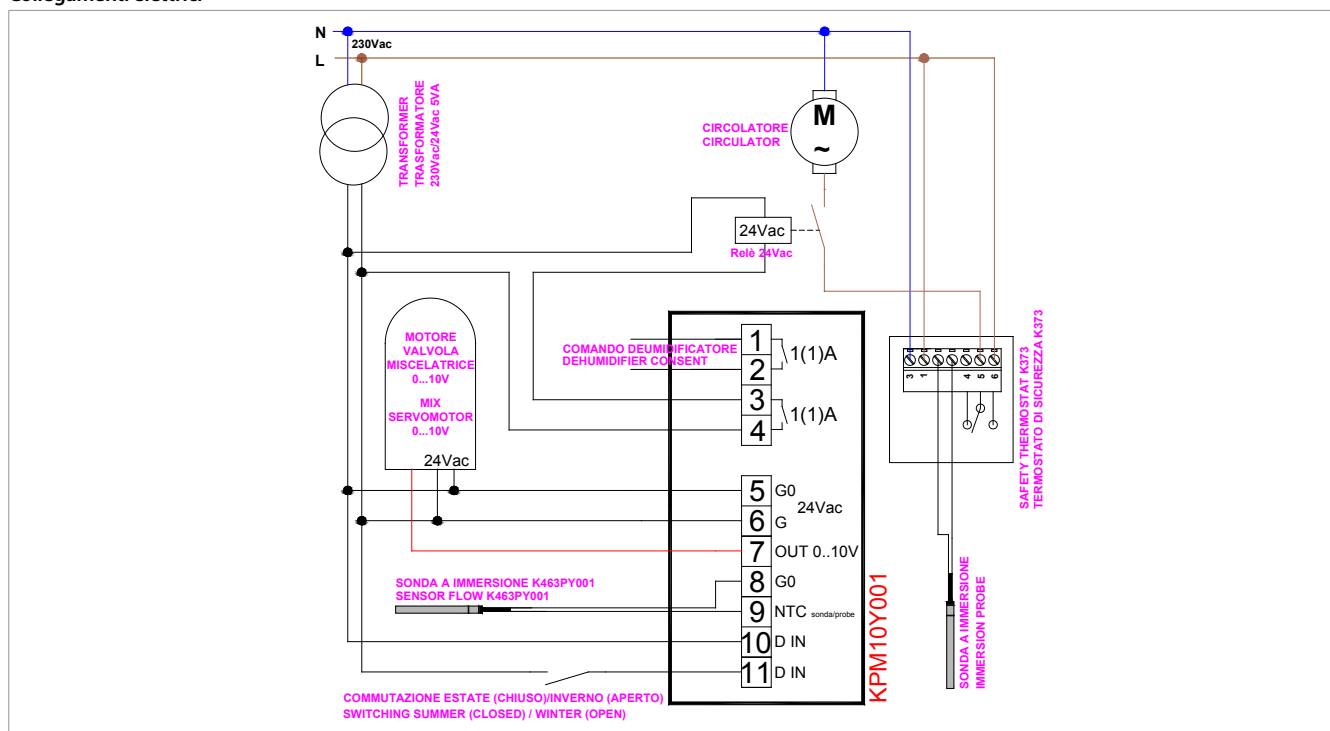 N
230Vac
L
TRANSFORMER
TRASFORMATORE
230Vac/24Vac 5VA
CIRCOLATORE
CIRCULATOR
M
~
24Vac
Relè 24Vac
MOTORE
VALVOLA
MISCELATRICE
0...10V
MIX
SERVOMOTOR
0...10V
24Vac
COMANDO DEUMIDIFICATORE
DEHUMIDIFIER CONSENT
1
2
1(1)A
3
4
1(1)A
5 G0
24Vac
6 G
7 OUT 0..10V
8 G0
9 NTC sonda/probe
10 D IN
11 D IN
KPM10Y001
SONDA A IMMERSIONE K463PY001
SENSOR FLOW K463PY001
COMMUTAZIONE ESTATE (CHIUSO)/INVERNO (APERTO)
SWITCHING SUMMER (CLOSED) / WINTER (OPEN)
3 1 4 5 6
SAFETY THERMOSTAT K373
TERMOSTATO DI SICUREZZA K373
SONDA A IMMERSIONE
IMMERSION PROBE